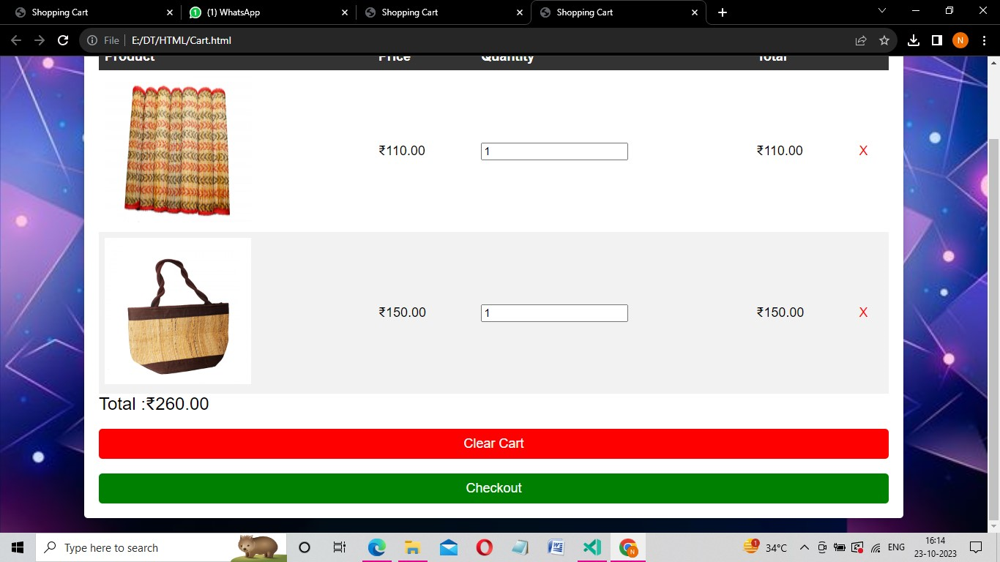 Shopping Cart
(1) WhatsApp
Shopping Cart
Shopping Cart
File E:/DT/HTML/Cart.html
N
Product Price Quantity Total
₹110.00 1 ₹110.00 X
₹150.00 1 ₹150.00 X
Total :₹260.00
Clear Cart
Checkout
Type here to search
34°C ENG 16:14
23-10-2023